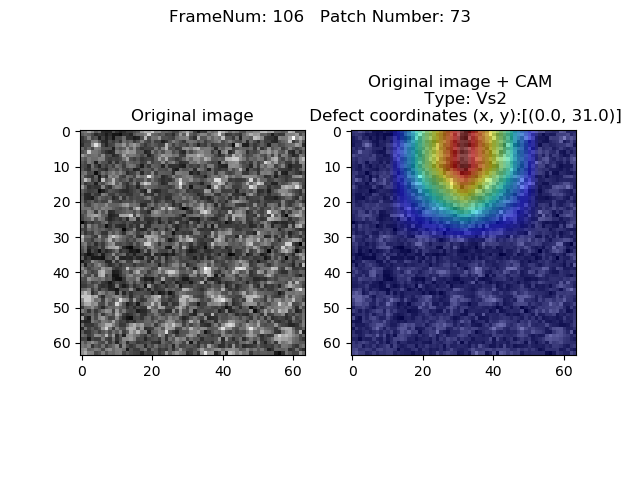 FrameNum: 106   Patch Number: 73
Original image
Original image + CAM
Type: Vs2
Defect coordinates (x, y):[(0.0, 31.0)]
0
10
20
30
40
50
60
0 20 40 60
0
10
20
30
40
50
60
0 20 40 60